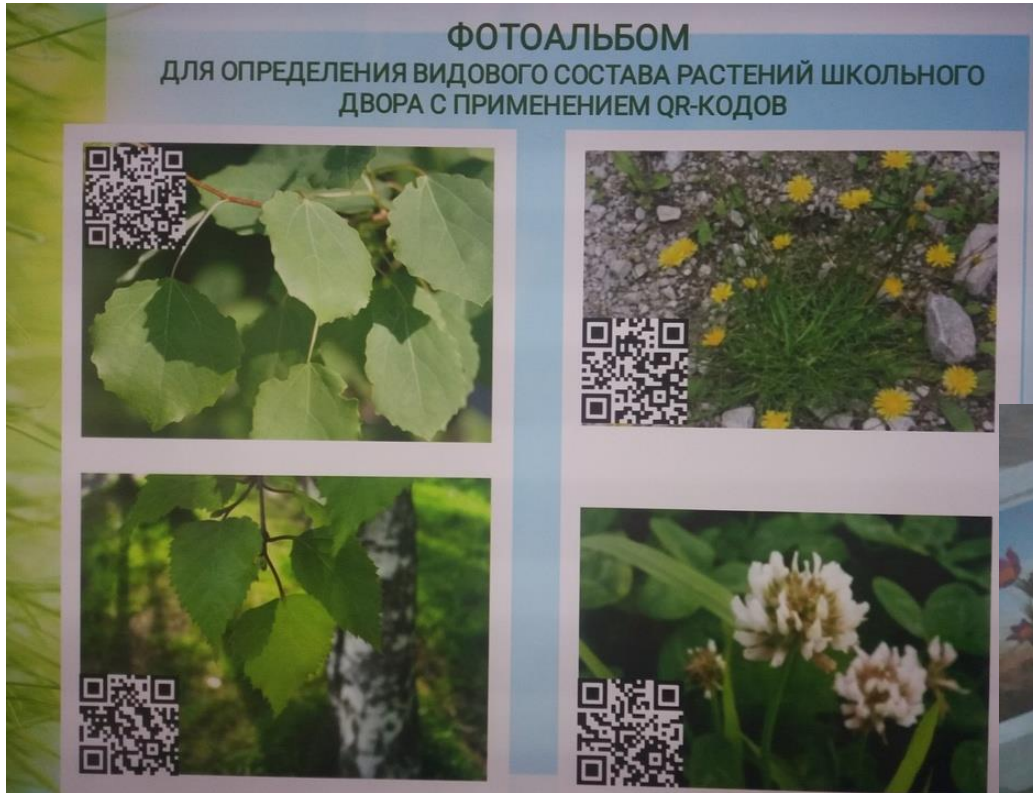 ФОТОАЛЬБОМ
ДЛЯ ОПРЕДЕЛЕНИЯ ВИДОВОГО СОСТАВА РАСТЕНИЙ ШКОЛЬНОГО
ДВОРА С ПРИМЕНЕНИЕМ QR-КОДОВ